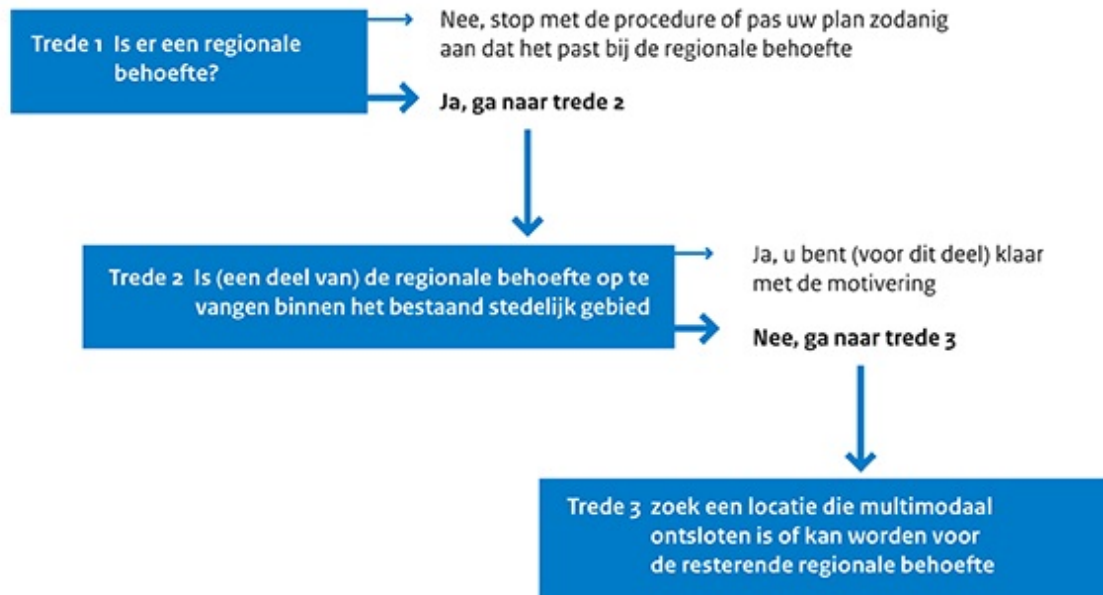 Trede 1 Is er een regionale
behoefte?
Nee, stop met de procedure of pas uw plan zodanig
aan dat het past bij de regionale behoefte
Ja, ga naar trede 2
Trede 2 Is (een deel van) de regionale behoefte op te
vangen binnen het bestaand stedelijk gebied
Ja, u bent (voor dit deel) klaar
met de motivering
Nee, ga naar trede 3
Trede 3 zoek een locatie die multimodaal
ontsloten is of kan worden voor
de resterende regionale behoefte